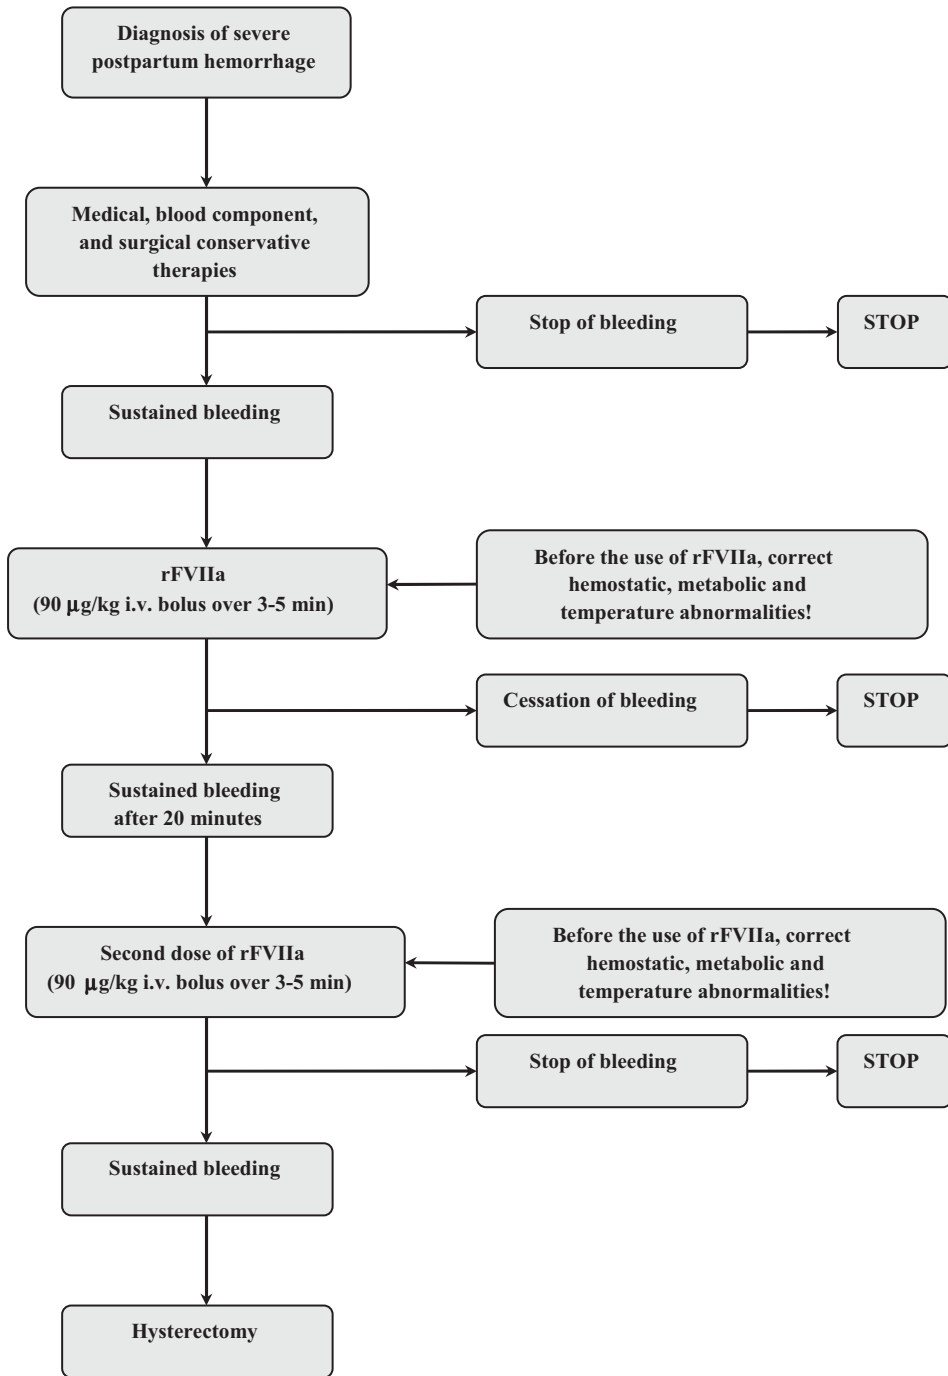 Diagnosis of severe
postpartum hemorrhage
Medical, blood component,
and surgical conservative
therapies
Stop of bleeding
STOP
Sustained bleeding
rFVIIa
(90 µg/kg i.v. bolus over 3-5 min)
Before the use of rFVIIa, correct
hemostatic, metabolic and
temperature abnormalities!
Cessation of bleeding
STOP
Sustained bleeding
after 20 minutes
Second dose of rFVIIa
(90 µg/kg i.v. bolus over 3-5 min)
Before the use of rFVIIa, correct
hemostatic, metabolic and
temperature abnormalities!
Stop of bleeding
STOP
Sustained bleeding
Hysterectomy